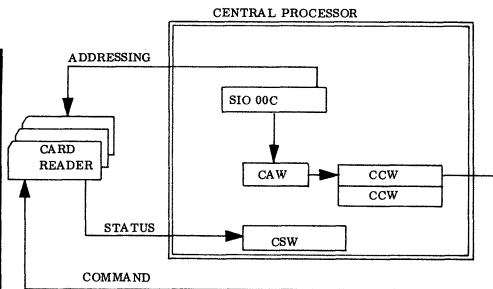 CENTRAL PROCESSOR
ADDRESSING
SIO 00C
CARD
READER
CAW
CCW
CCW
STATUS
CSW
COMMAND